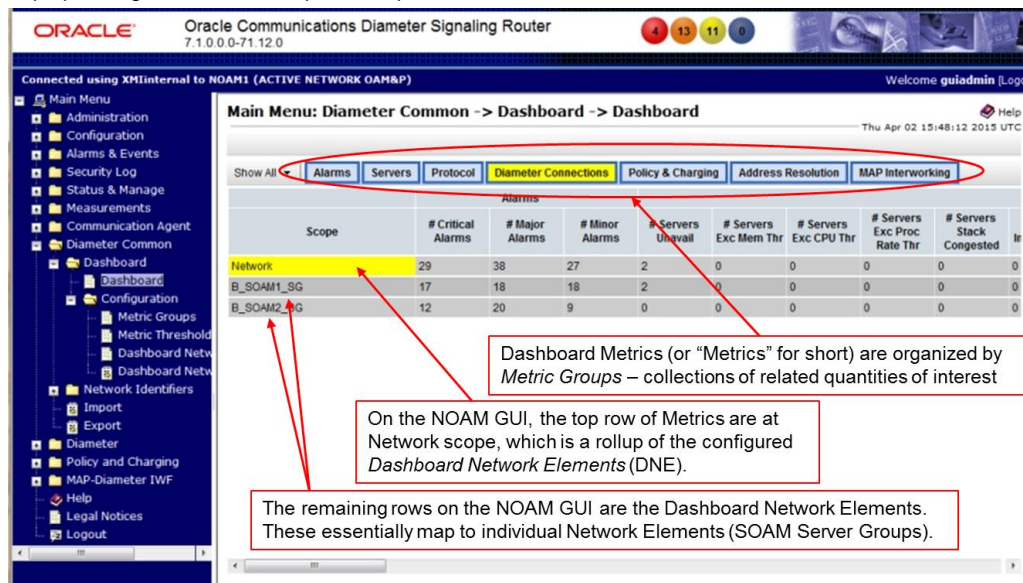 ORACLE
Oracle Communications Diameter Signaling Router
7.1.0.0.0-71.12.0
4 13 11 0
Connected using XMIinternal to NOAM1 (ACTIVE NETWORK OAM&P)
Welcome guiadmin [Logo
Main Menu
Administration
Configuration
Alarms & Events
Security Log
Status & Manage
Measurements
Communication Agent
Diameter Common
Dashboard
Dashboard
Configuration
Metric Groups
Metric Threshold
Dashboard Netw
Dashboard Netw
Network Identifiers
Import
Export
Diameter
Policy and Charging
MAP-Diameter IWF
Help
Legal Notices
Logout
Main Menu: Diameter Common -> Dashboard -> Dashboard
Help
Thu Apr 02 15:48:12 2015 UTC
Show All Alarms Servers Protocol Diameter Connections Policy & Charging Address Resolution MAP Interworking
Alarms
Scope # Critical Alarms # Major Alarms # Minor Alarms # Servers Unavail # Servers Exc Mem Thr # Servers Exc CPU Thr # Servers Exc Proc Rate Thr # Servers Stack Congested
Network 29 38 27 2 0 0 0 0 0
B_SOAM1_SG 17 18 18 2 0 0 0 0 0
B_SOAM2_SG 12 20 9 0 0 0 0 0 0
Dashboard Metrics (or “Metrics” for short) are organized by
Metric Groups – collections of related quantities of interest
On the NOAM GUI, the top row of Metrics are at
Network scope, which is a rollup of the configured
Dashboard Network Elements (DNE).
The remaining rows on the NOAM GUI are the Dashboard Network Elements.
These essentially map to individual Network Elements (SOAM Server Groups).